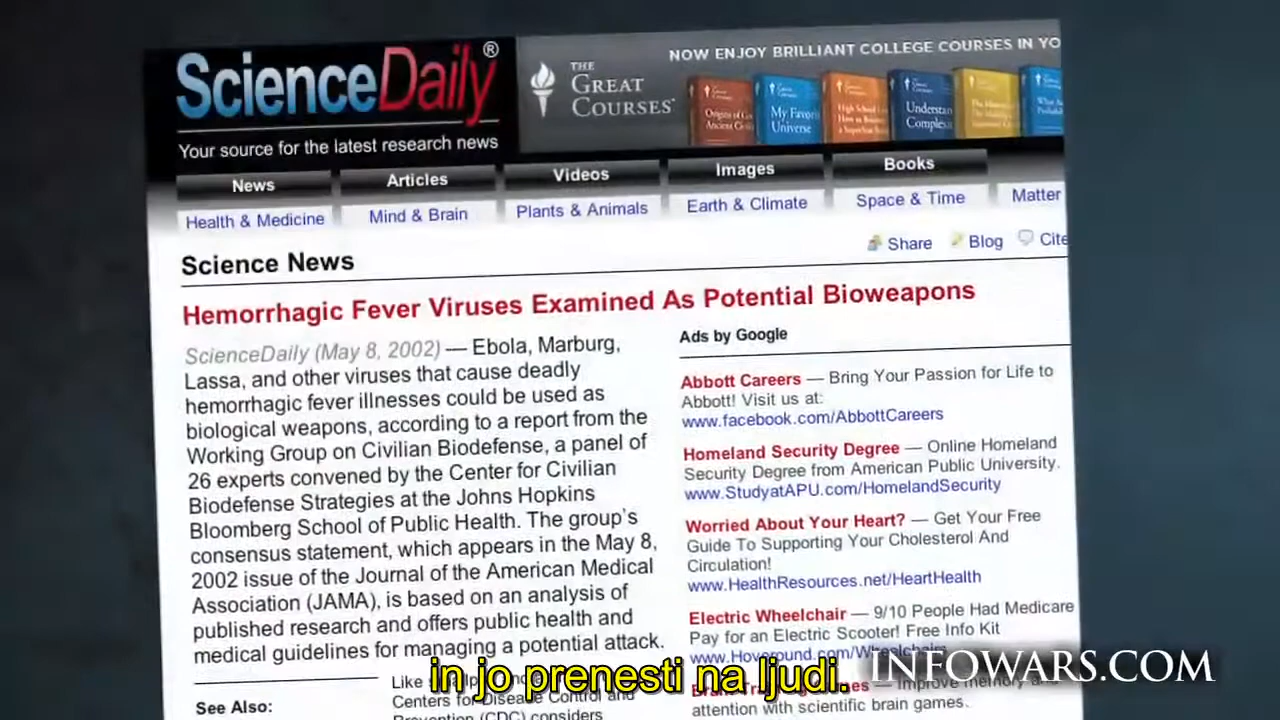 ScienceDaily®
Your source for the latest research news
THE
GREAT
COURSES
NOW ENJOY BRILLIANT COLLEGE COURSES IN YO
My Favor
Universe
News
Articles
Videos
Images
Books
Health & Medicine
Mind & Brain
Plants & Animals
Earth & Climate
Space & Time
Matter
Share
Blog
Cite
Science News
Hemorrhagic Fever Viruses Examined As Potential Bioweapons
ScienceDaily (May 8, 2002) — Ebola, Marburg,
Lassa, and other viruses that cause deadly
hemorrhagic fever illnesses could be used as
biological weapons, according to a report from the
Working Group on Civilian Biodefense, a panel of
26 experts convened by the Center for Civilian
Biodefense Strategies at the Johns Hopkins
Bloomberg School of Public Health. The group's
consensus statement, which appears in the May 8,
2002 issue of the Journal of the American Medical
Association (JAMA), is based on an analysis of
published research and offers public health and
medical guidelines for managing a potential attack.
See Also:
Like
Centers for Disease Control and
(CDC) considers
Ads by Google
Abbott Careers — Bring Your Passion for Life to
Abbott! Visit us at:
www.facebook.com/AbbottCareers
Homeland Security Degree — Online Homeland
Security Degree from American Public University.
www.StudyatAPU.com/HomelandSecurity
Worried About Your Heart? — Get Your Free
Guide To Supporting Your Cholesterol And
Circulation!
www.HealthResources.net/HeartHealth
Electric Wheelchair — 9/10 People Had Medicare
Pay for an Electric Scooter! Free Info Kit
www.Hoveround.com/Wheelchairs
— Improve memory and
attention with scientific brain games.
in jo prenesti na ljudi.
INFOWARS.COM